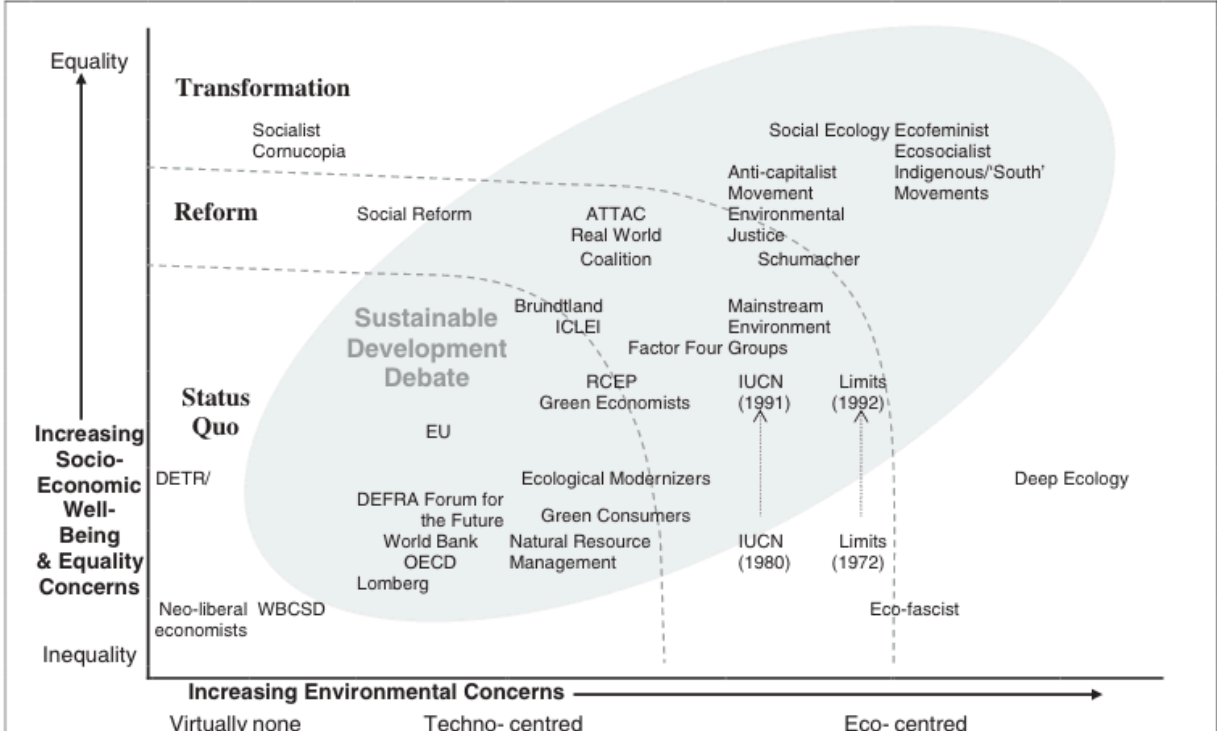 Equality
Transformation
Socialist
Cornucopia
Social Ecology
Ecofeminist
Ecosocialist
Indigenous/'South'
Movements
Anti-capitalist
Movement
Environmental
Justice
Reform
Social Reform
ATTAC
Real World
Coalition
Schumacher
Sustainable
Development
Debate
Brundtland
ICLEI
Mainstream
Environment
Factor Four Groups
Status
Quo
RCEP
Green Economists
IUCN
(1991)
Limits
(1992)
EU
Increasing
Socio-
Economic
Well-
Being
& Equality
Concerns
DETR/
Ecological Modernizers
Deep Ecology
DEFRA Forum for
the Future
Green Consumers
World Bank
OECD
Natural Resource
Management
IUCN
(1980)
Limits
(1972)
Lomberg
Neo-liberal
economists
WBCSD
Eco-fascist
Inequality
Increasing Environmental Concerns
Virtually none
Techno- centred
Eco- centred